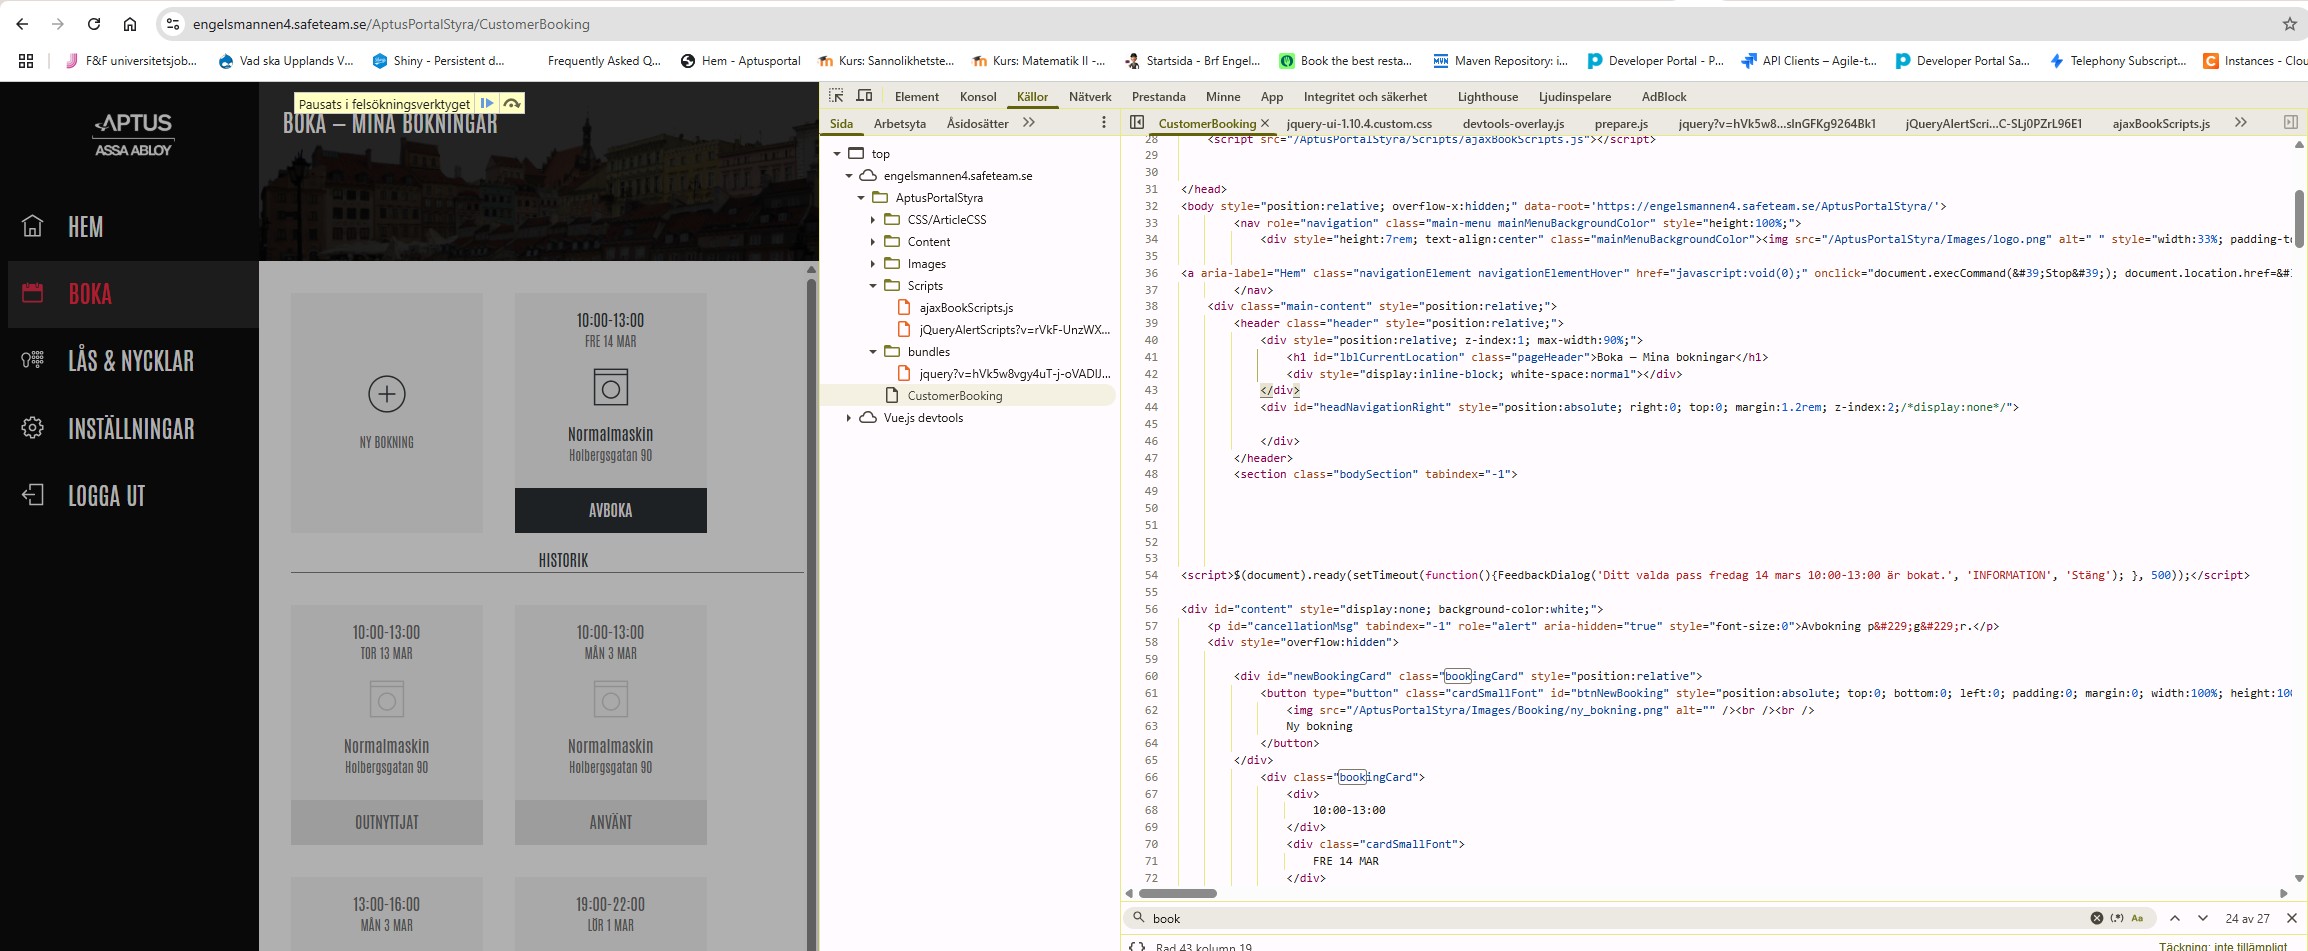 engelsmannen4.safeteam.se/AptusPortalStyra/CustomerBooking
F&F universitetsjob...
Vad ska Upplands V...
Shiny - Persistent d...
Frequently Asked Q...
Hem - Aptusportal
Kurs: Sannolikhetste...
Kurs: Matematik II -...
Startsida - Brf Engel...
Book the best resta...
Maven Repository: i...
Developer Portal - P...
API Clients – Agile-t...
Developer Portal Sa...
Telephony Subscript...
Instances - Clou
Pausats i felsökningsverktyget
APTUS
ASSA ABLOY
BOKA – MINA BOKNINGAR
HEM
BOKA
LÅS & NYCKLAR
INSTÄLLNINGAR
LOGGA UT
NY BOKNING
10:00-13:00
FRE 14 MAR
Normalmaskin
Holbergsgatan 90
AVBOKA
HISTORIK
10:00-13:00
TOR 13 MAR
Normalmaskin
Holbergsgatan 90
OUTNYTTJAT
10:00-13:00
MÅN 3 MAR
Normalmaskin
Holbergsgatan 90
ANVÄNT
13:00-16:00
MÅN 3 MAR
19:00-22:00
LÖR 1 MAR
Element Konsol Källor Nätverk Prestanda Minne App Integritet och säkerhet Lighthouse Ljudinspelare AdBlock
Sida Arbetsyta Åsidosätter
top
engelsmannen4.safeteam.se
AptusPortalStyra
CSS/ArticleCSS
Content
Images
Scripts
ajaxBookScripts.js
jQueryAlertScripts?v=rVkF-UnzWX...
bundles
jquery?v=hVk5w8vgy4uT-j-oVADIJ...
CustomerBooking
Vue.js devtools
CustomerBooking jquery-ui-1.10.4.custom.css devtools-overlay.js prepare.js jquery?v=hVk5w8...sInGFKg9264Bk1 jQueryAlertScri...C-SLj0PZrL96E1 ajaxBookScripts.js
28 <script src="/AptusPortalStyra/Scripts/ajaxBookScripts.js"></script>
29
30
31 </head>
32 <body style="position:relative; overflow-x:hidden;" data-root='https://engelsmannen4.safeteam.se/AptusPortalStyra/'>
33 <nav role="navigation" class="main-menu mainMenuBackgroundColor" style="height:100%;">
34 <div style="height:7rem; text-align:center" class="mainMenuBackgroundColor"><img src="/AptusPortalStyra/Images/logo.png" alt=" " style="width:33%; padding-to
35
36 <a aria-label="Hem" class="navigationElement navigationElementHover" href="javascript:void(0);" onclick="document.execCommand(&#39;Stop&#39;); document.location.href=&#
37 </nav>
38 <div class="main-content" style="position:relative;">
39 <header class="header" style="position:relative;">
40 <div style="position:relative; z-index:1; max-width:90%;">
41 <h1 id="lblCurrentLocation" class="pageHeader">Boka – Mina bokningar</h1>
42 <div style="display:inline-block; white-space:normal"></div>
43 </div>
44 <div id="headNavigationRight" style="position:absolute; right:0; top:0; margin:1.2rem; z-index:2;/*display:none*/">
45
46 </div>
47 </header>
48 <section class="bodySection" tabindex="-1">
49
50
51
52
53
54 <script>$(document).ready(setTimeout(function(){FeedbackDialog('Ditt valda pass fredag 14 mars 10:00-13:00 är bokat.', 'INFORMATION', 'Stäng'); }, 500));</script>
55
56 <div id="content" style="display:none; background-color:white;">
57 <p id="cancellationMsg" tabindex="-1" role="alert" aria-hidden="true" style="font-size:0">Avbokning p&#229;g&#229;r.</p>
58 <div style="overflow:hidden">
59
60 <div id="newBookingCard" class="bookingCard" style="position:relative">
61 <button type="button" class="cardSmallFont" id="btnNewBooking" style="position:absolute; top:0; bottom:0; left:0; padding:0; margin:0; width:100%; height:100
62 <img src="/AptusPortalStyra/Images/Booking/ny_bokning.png" alt="" /><br /><br />
63 Ny bokning
64 </button>
65 </div>
66 <div class="bookingCard">
67 <div>
68 10:00-13:00
69 </div>
70 <div class="cardSmallFont">
71 FRE 14 MAR
72 </div>
book
24 av 27
Rad 43 kolumn 19
Täckning: inte tillämpligt